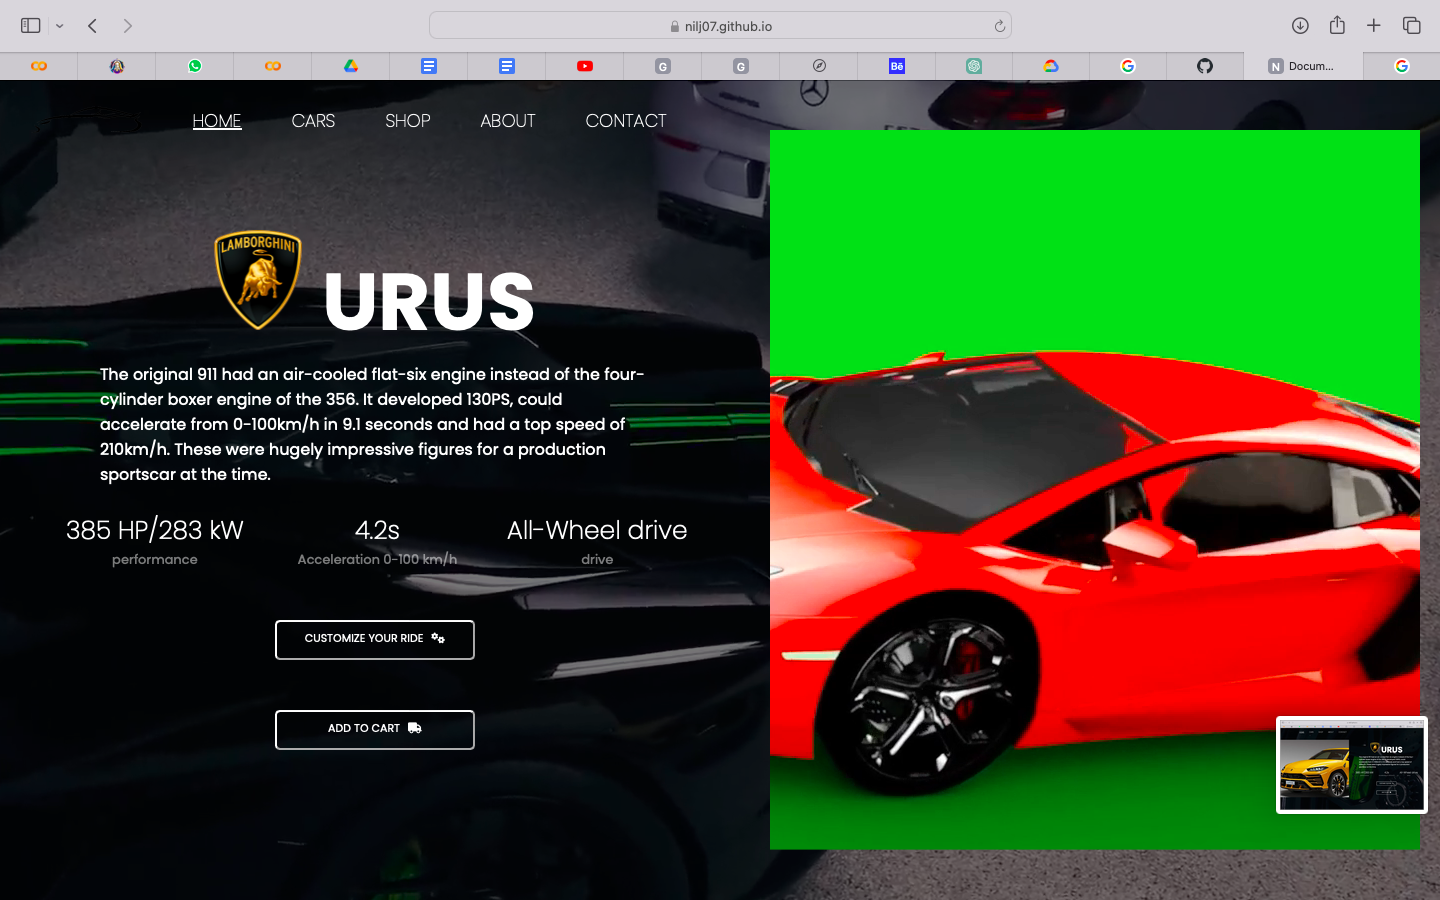 nilj07.github.io
G
G
Bē
N Docum...
HOME CARS SHOP ABOUT CONTACT
LAMBORGHINI
URUS
The original 911 had an air-cooled flat-six engine instead of the four-
cylinder boxer engine of the 356. It developed 130PS, could
accelerate from 0-100km/h in 9.1 seconds and had a top speed of
210km/h. These were hugely impressive figures for a production
sportscar at the time.
385 HP/283 kW 4.2s All-Wheel drive
performance Acceleration 0-100 km/h drive
CUSTOMIZE YOUR RIDE
ADD TO CART
URUS